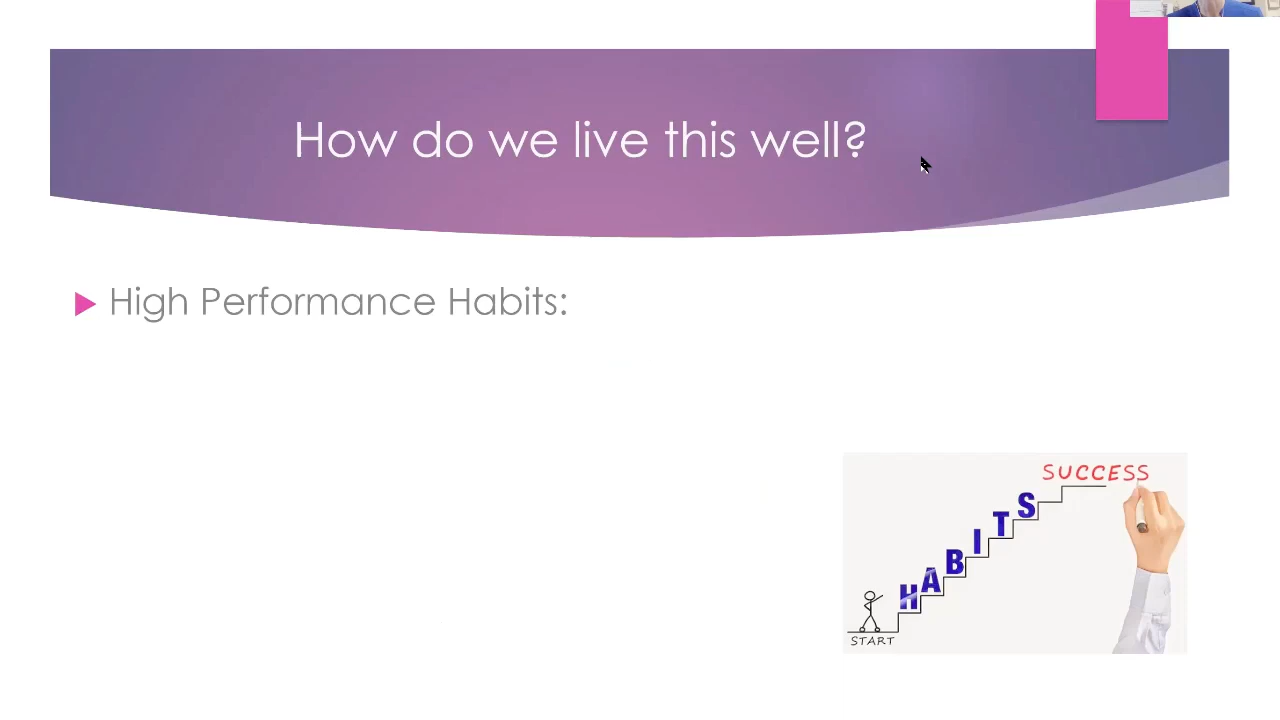 How do we live this well?
High Performance Habits:
SUCCESS
HABITS
START